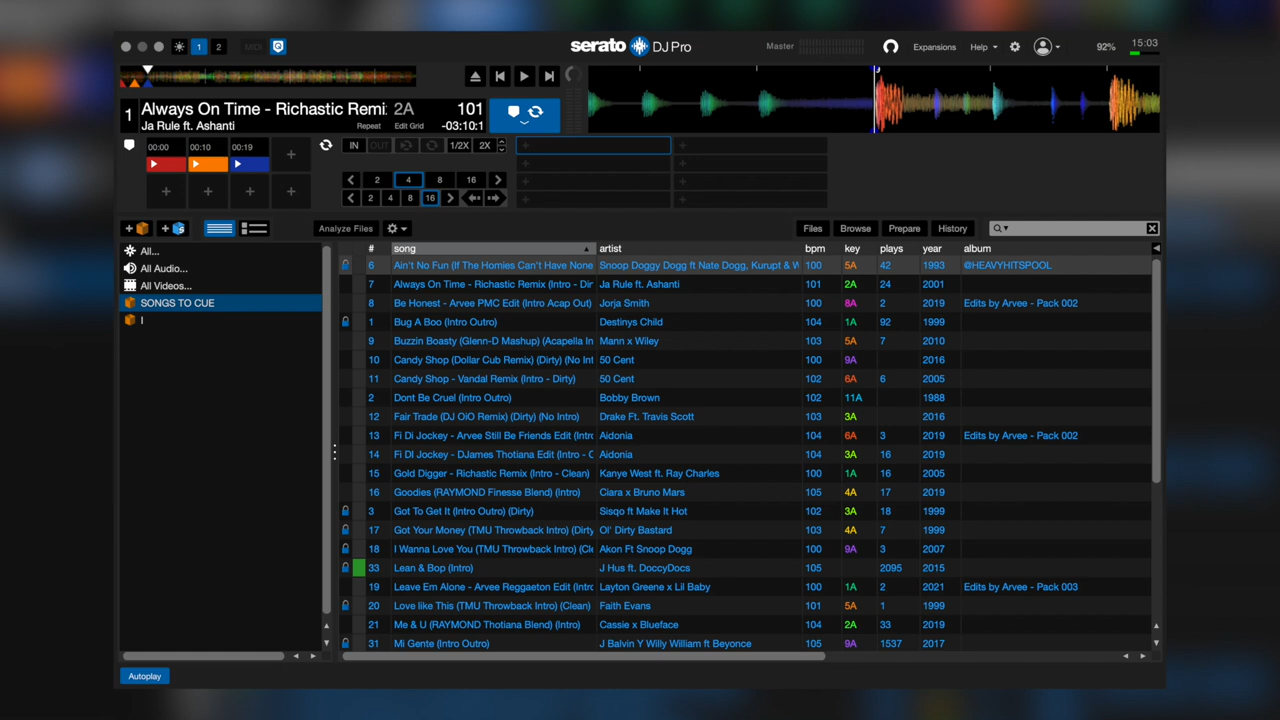 1 2 MIDI serato DJ Pro Master Expansions Help 92% 15:03
1 Always On Time - Richastic Remi: 2A 101
Ja Rule ft. Ashanti Repeat Edit Grid -03:10:1
00:00 00:10 00:19 IN OUT 1/2X 2X
2 4 8 16
2 4 8 16
Analyze Files Files Browse Prepare History
# song artist bpm key plays year album
All...
All Audio...
All Videos...
SONGS TO CUE
I
6 Ain't No Fun (If The Homies Can't Have None Snoop Doggy Dogg ft Nate Dogg, Kurupt & W 100 5A 42 1993 @HEAVYHITSPOOL
7 Always On Time - Richastic Remix (Intro - Dir Ja Rule ft. Ashanti 101 2A 24 2001
8 Be Honest - Arvee PMC Edit (Intro Acap Out) Jorja Smith 100 8A 2 2019 Edits by Arvee - Pack 002
1 Bug A Boo (Intro Outro) Destinys Child 104 1A 92 1999
9 Buzzin Boasty (Glenn-D Mashup) (Acapella In Mann x Wiley 103 5A 7 2010
10 Candy Shop (Dollar Cub Remix) (Dirty) (No Int 50 Cent 100 9A 2016
11 Candy Shop - Vandal Remix (Intro - Dirty) 50 Cent 102 6A 6 2005
2 Dont Be Cruel (Intro Outro) Bobby Brown 102 11A 1988
12 Fair Trade (DJ OiO Remix) (Dirty) (No Intro) Drake Ft. Travis Scott 103 3A 2016
13 Fi Di Jockey - Arvee Still Be Friends Edit (Intro Aidonia 104 6A 3 2019 Edits by Arvee - Pack 002
14 Fi DI Jockey - DJames Thotiana Edit (Intro - C Aidonia 104 3A 16 2019
15 Gold Digger - Richastic Remix (Intro - Clean) Kanye West ft. Ray Charles 100 1A 16 2005
16 Goodies (RAYMOND Finesse Blend) (Intro) Ciara x Bruno Mars 105 4A 17 2019
3 Got To Get It (Intro Outro) (Dirty) Sisqo ft Make It Hot 102 3A 18 1999
17 Got Your Money (TMU Throwback Intro) (Dirty Ol' Dirty Bastard 103 4A 7 1999
18 I Wanna Love You (TMU Throwback Intro) (Cle Akon Ft Snoop Dogg 100 9A 3 2007
33 Lean & Bop (Intro) J Hus ft. DoccyDocs 105 2095 2015
19 Leave Em Alone - Arvee Reggaeton Edit (Intro Layton Greene x Lil Baby 100 1A 2 2021 Edits by Arvee - Pack 003
20 Love like This (TMU Throwback Intro) (Clean) Faith Evans 101 5A 1 1999
21 Me & U (RAYMOND Thotiana Blend) (Intro) Cassie x Blueface 104 2A 33 2019
31 Mi Gente (Intro Outro) J Balvin Y Willy William ft Beyonce 105 9A 1537 2017
Autoplay